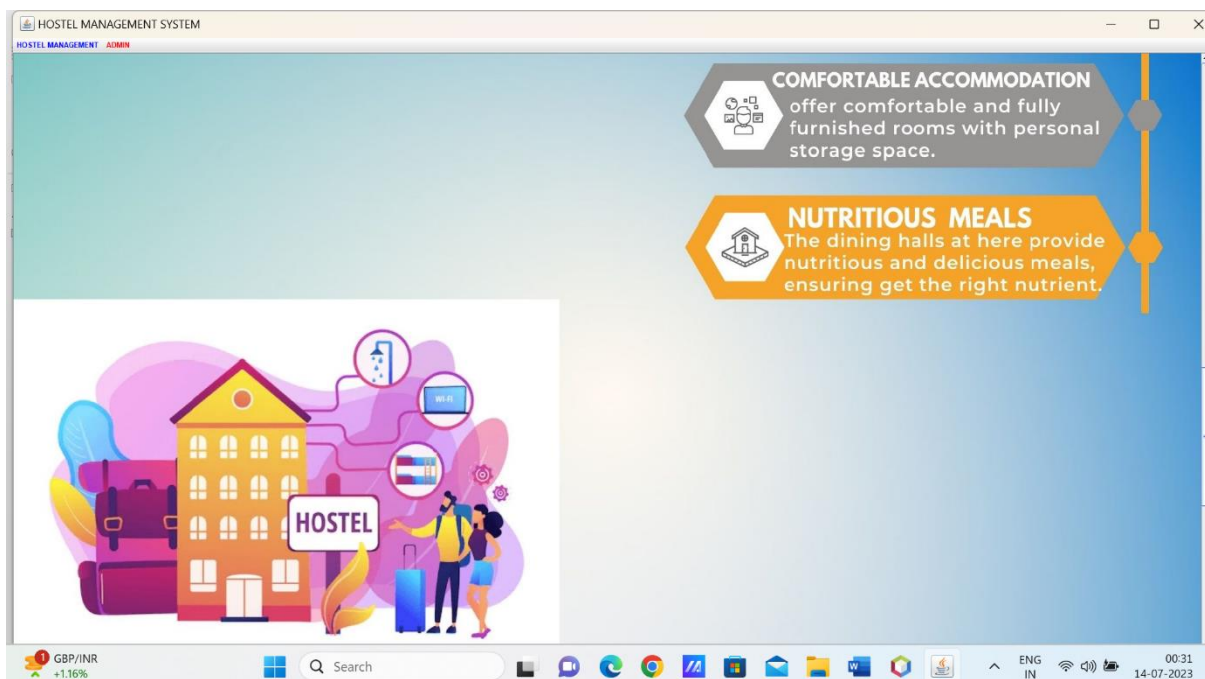 HOSTEL MANAGEMENT SYSTEM
HOSTEL MANAGEMENT ADMIN
COMFORTABLE ACCOMMODATION
offer comfortable and fully
furnished rooms with personal
storage space.
NUTRITIOUS MEALS
The dining halls at here provide
nutritious and delicious meals,
ensuring get the right nutrient.
WI-FI
HOSTEL
1
GBP/INR
+1.16%
Search
ENG
IN
00:31
14-07-2023